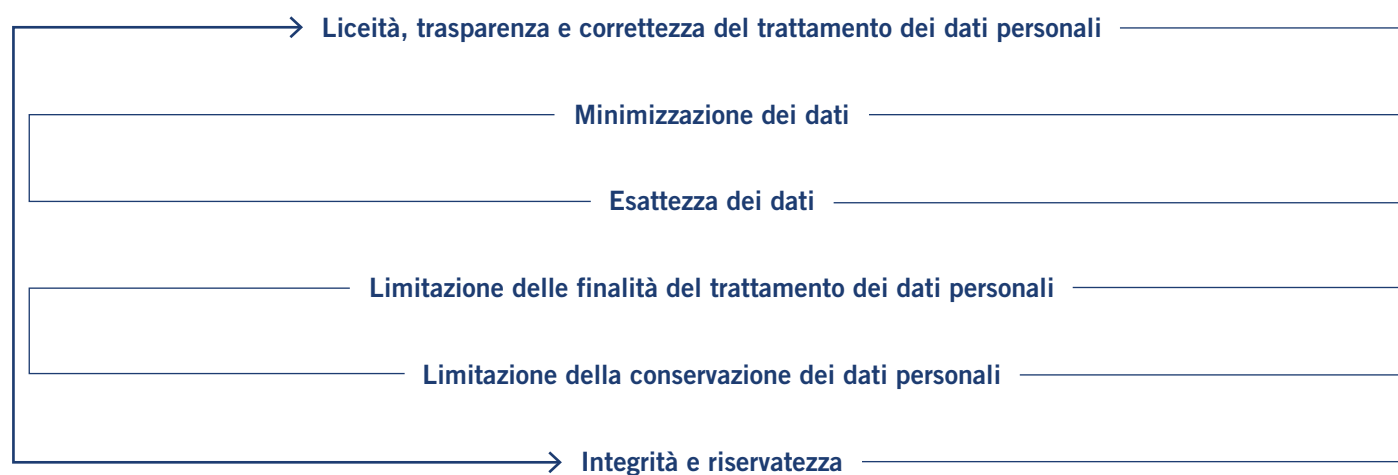 Liceità, trasparenza e correttezza del trattamento dei dati personali
Minimizzazione dei dati
Esattezza dei dati
Limitazione delle finalità del trattamento dei dati personali
Limitazione della conservazione dei dati personali
Integrità e riservatezza